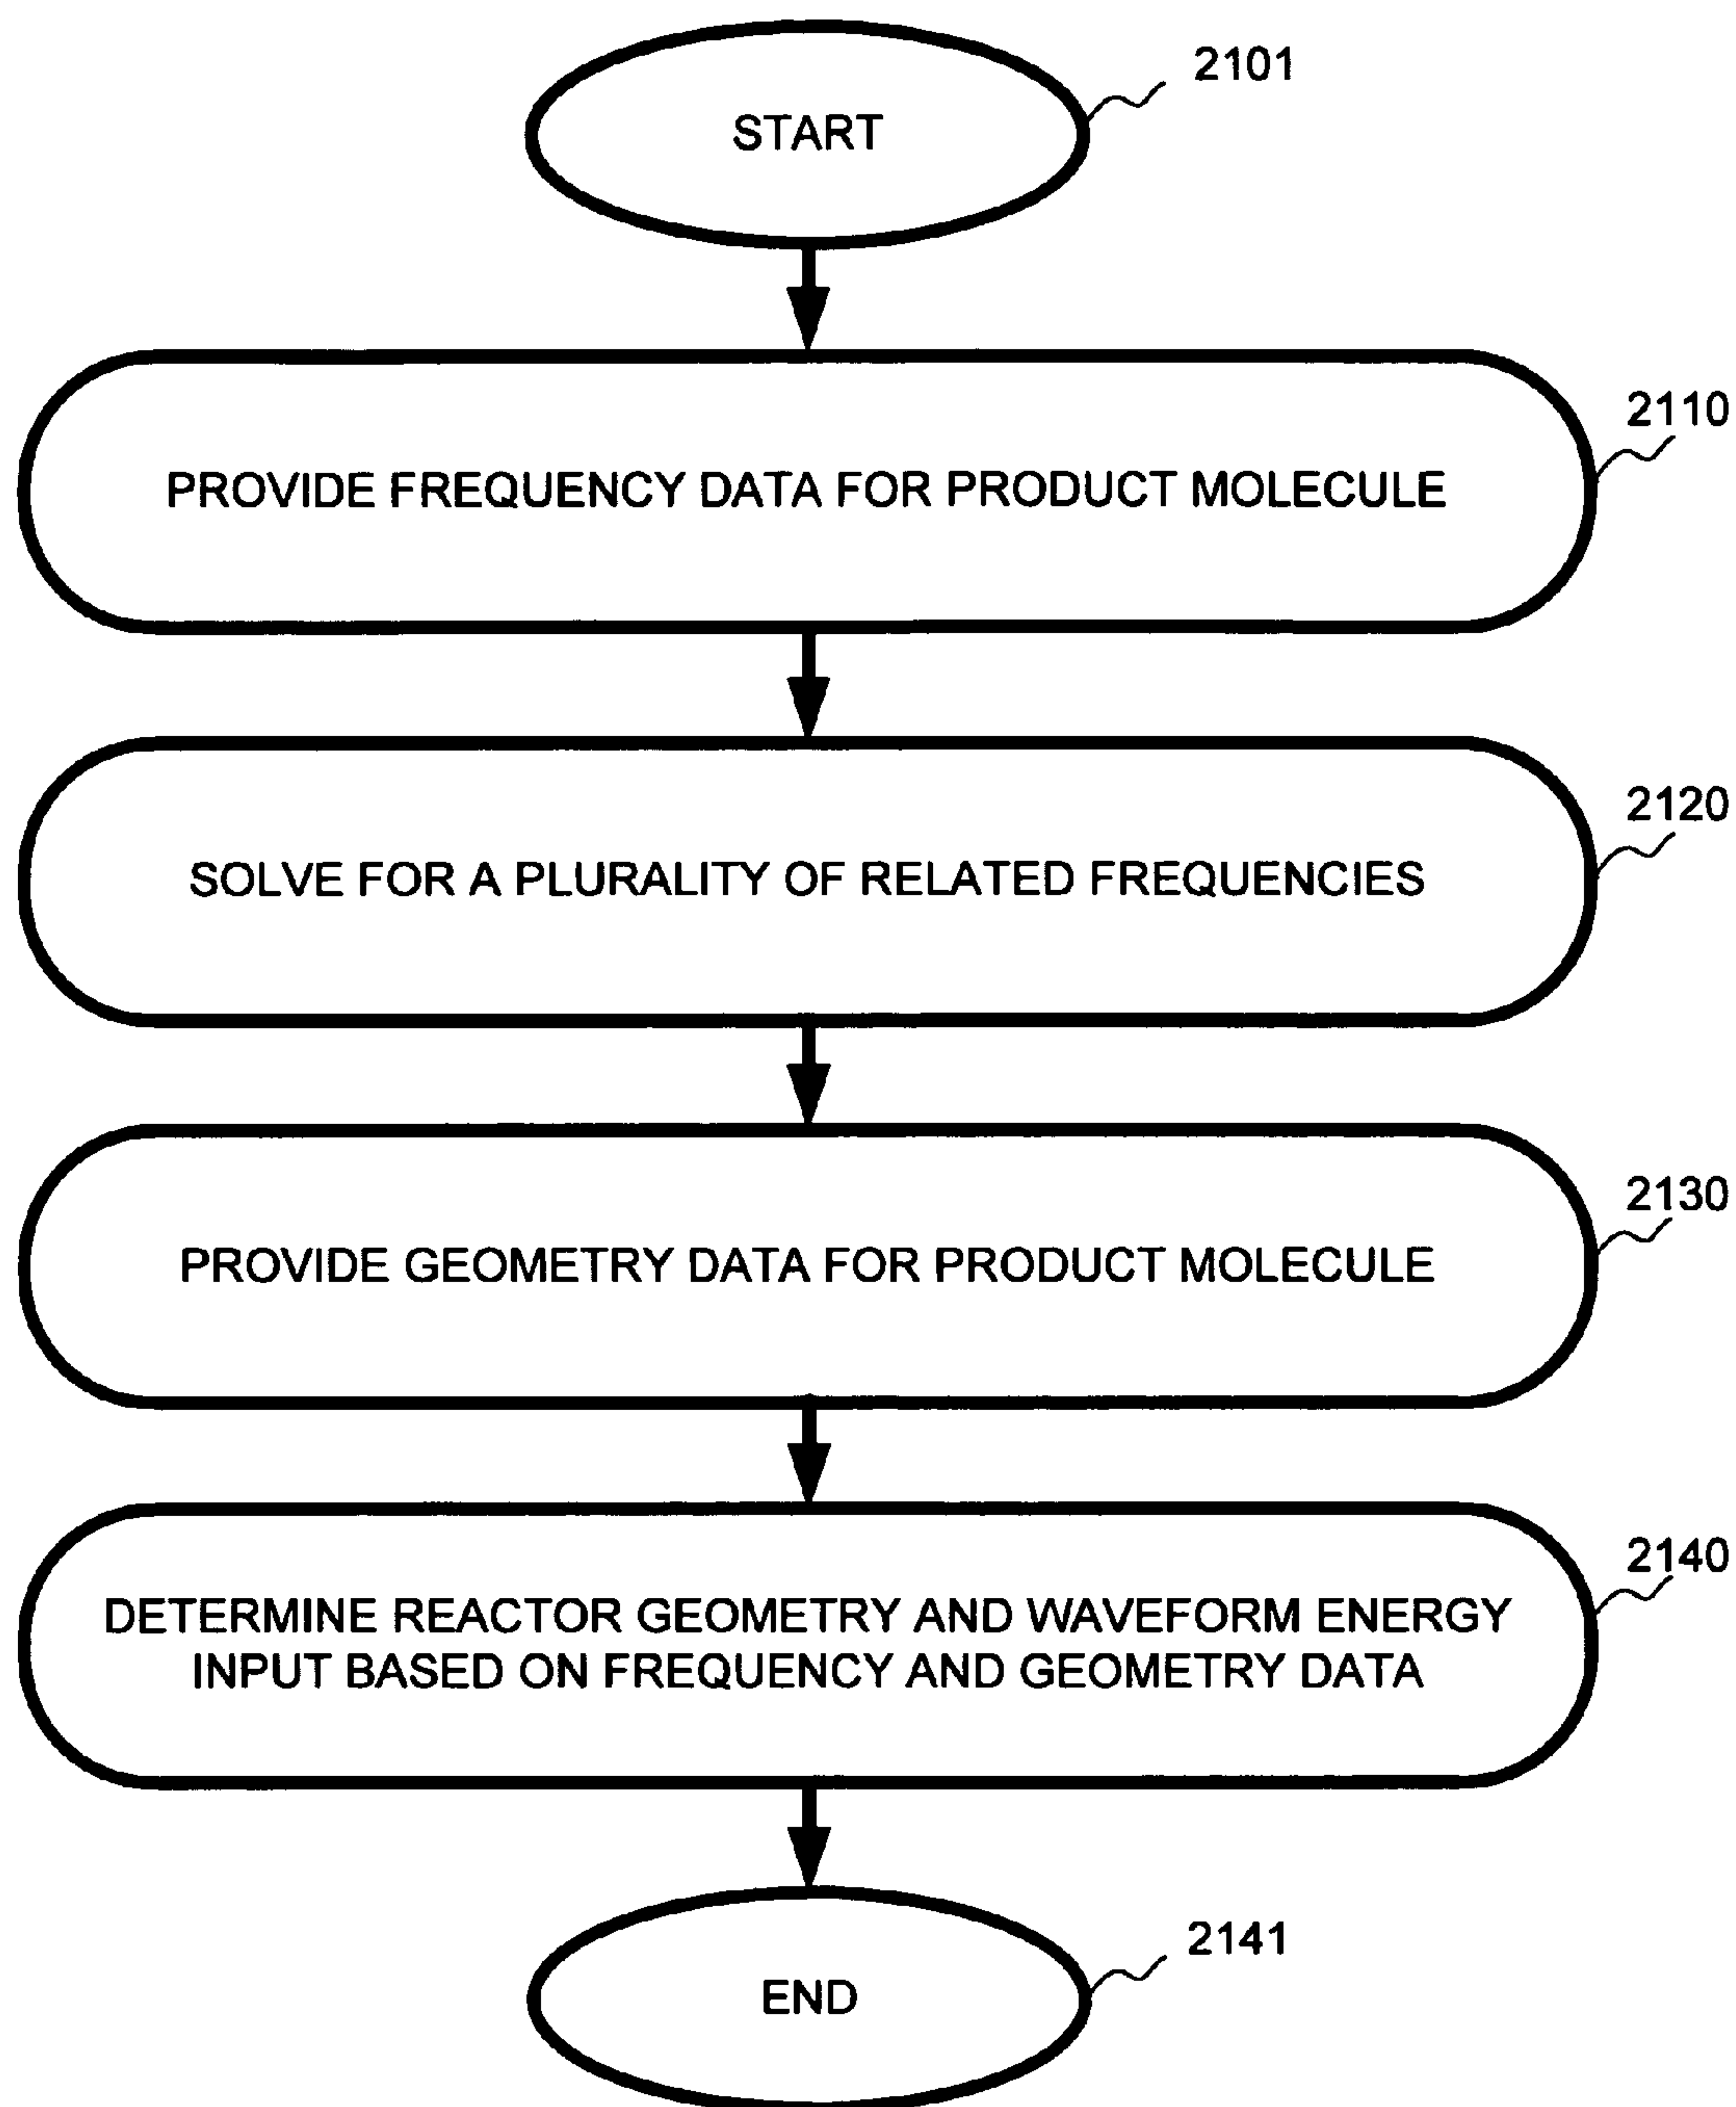 START
2101
PROVIDE FREQUENCY DATA FOR PRODUCT MOLECULE
2110
SOLVE FOR A PLURALITY OF RELATED FREQUENCIES
2120
PROVIDE GEOMETRY DATA FOR PRODUCT MOLECULE
2130
DETERMINE REACTOR GEOMETRY AND WAVEFORM ENERGY
INPUT BASED ON FREQUENCY AND GEOMETRY DATA
2140
END
2141